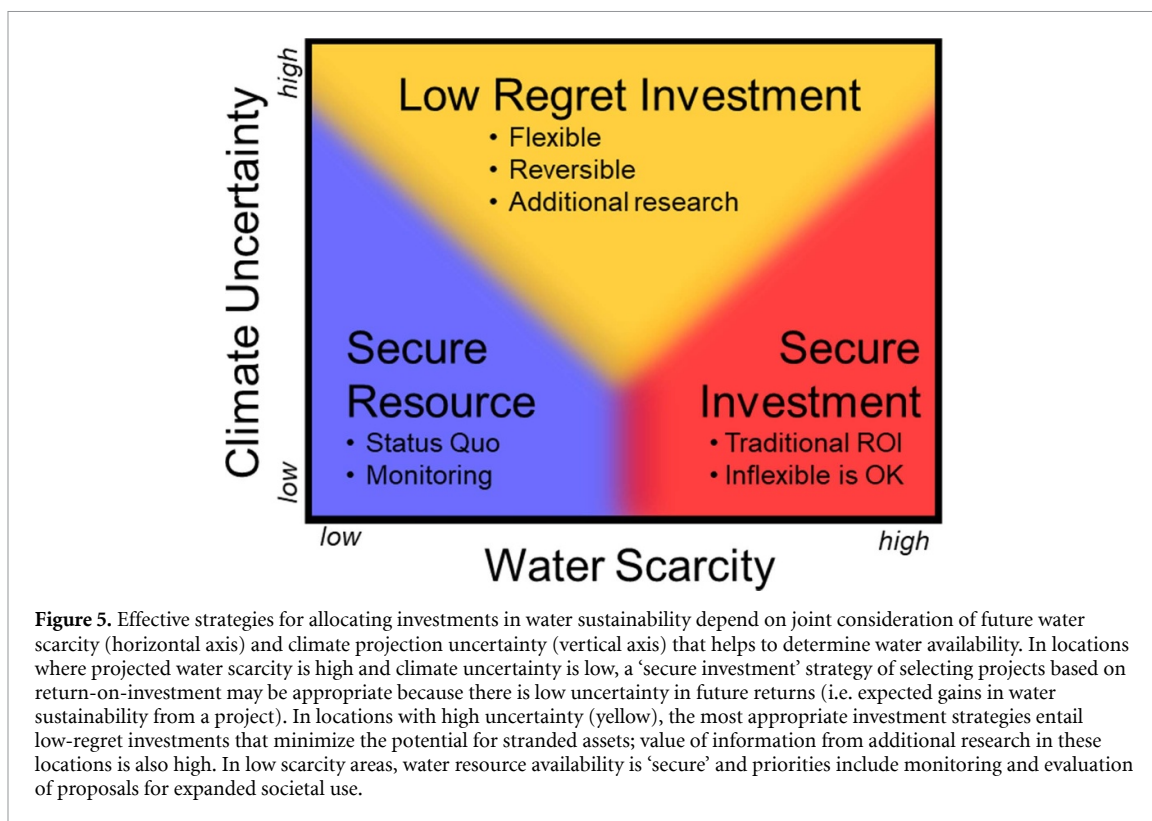 high
Climate Uncertainty
low
Low Regret Investment
• Flexible
• Reversible
• Additional research
Secure
Resource
• Status Quo
• Monitoring
Secure
Investment
• Traditional ROI
• Inflexible is OK
low
high
Water Scarcity
Figure 5. Effective strategies for allocating investments in water sustainability depend on joint consideration of future water
scarcity (horizontal axis) and climate projection uncertainty (vertical axis) that helps to determine water availability. In locations
where projected water scarcity is high and climate uncertainty is low, a ‘secure investment’ strategy of selecting projects based on
return-on-investment may be appropriate because there is low uncertainty in future returns (i.e. expected gains in water
sustainability from a project). In locations with high uncertainty (yellow), the most appropriate investment strategies entail
low-regret investments that minimize the potential for stranded assets; value of information from additional research in these
locations is also high. In low scarcity areas, water resource availability is ‘secure’ and priorities include monitoring and evaluation
of proposals for expanded societal use.